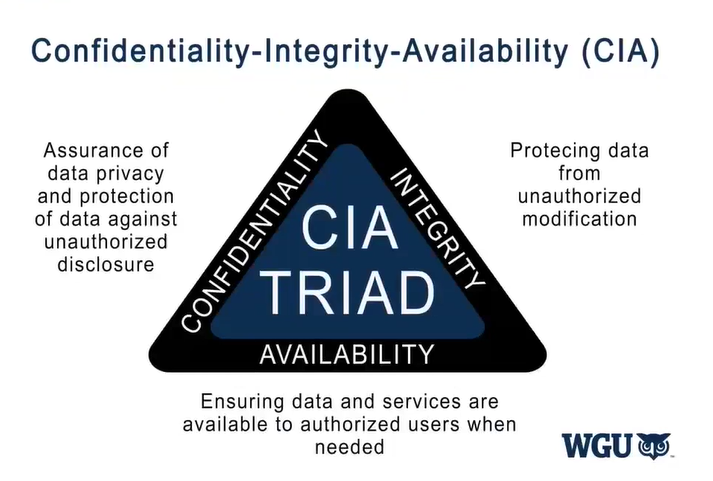 Confidentiality-Integrity-Availability (CIA)
Assurance of
data privacy
and protection
of data against
unauthorized
disclosure
Protecing data
from
unauthorized
modification
CONFIDENTIALITY
INTEGRITY
CIA
TRIAD
AVAILABILITY
Ensuring data and services are
available to authorized users when
needed
WGU